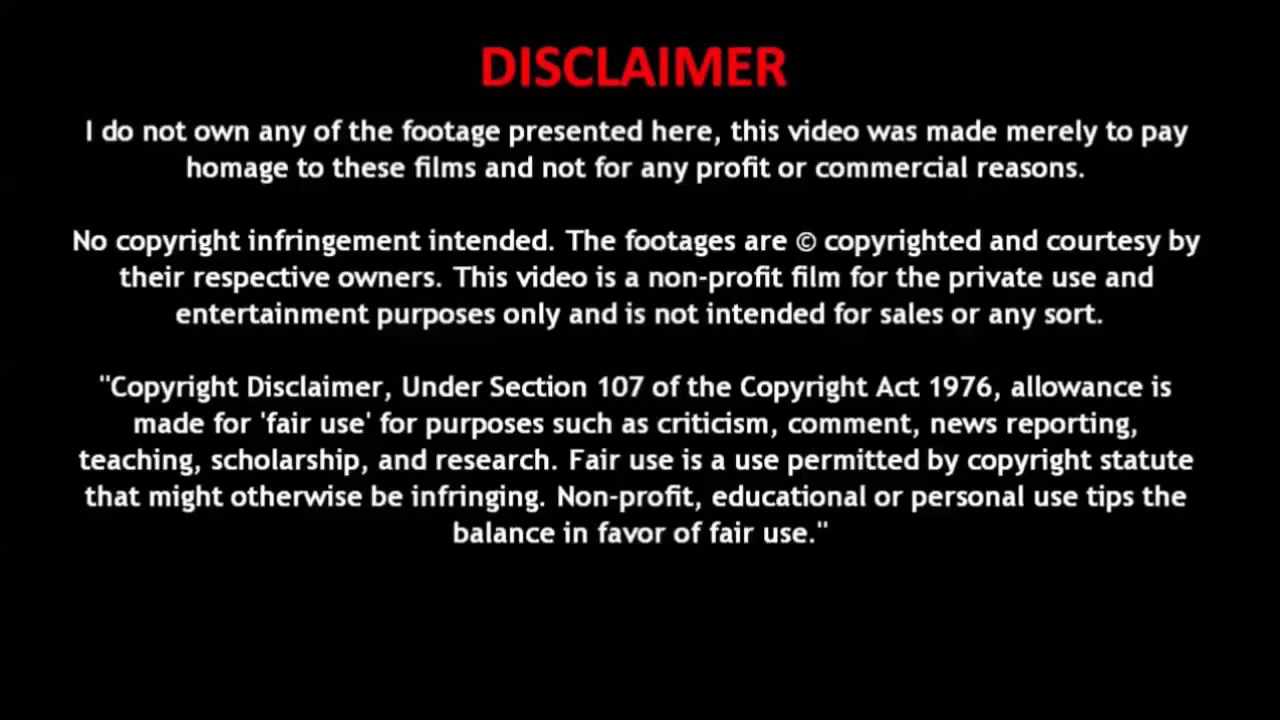 DISCLAIMER
I do not own any of the footage presented here, this video was made merely to pay
homage to these films and not for any profit or commercial reasons.
No copyright infringement intended. The footages are © copyrighted and courtesy by
their respective owners. This video is a non-profit film for the private use and
entertainment purposes only and is not intended for sales or any sort.
"Copyright Disclaimer, Under Section 107 of the Copyright Act 1976, allowance is
made for 'fair use' for purposes such as criticism, comment, news reporting,
teaching, scholarship, and research. Fair use is a use permitted by copyright statute
that might otherwise be infringing. Non-profit, educational or personal use tips the
balance in favor of fair use."